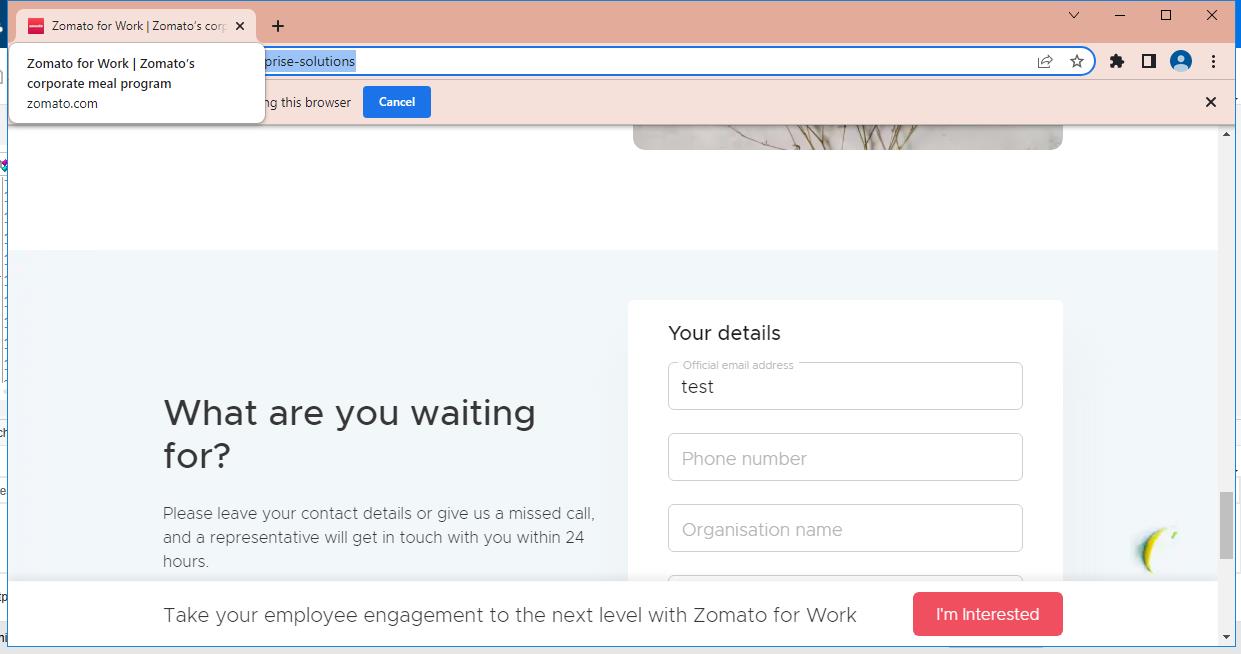 Zomato for Work | Zomato's corp
Zomato for Work | Zomato's
corporate meal program
zomato.com
prise-solutions
ng this browser
Cancel
Your details
Official email address
test
What are you waiting
for?
Phone number
Please leave your contact details or give us a missed call,
and a representative will get in touch with you within 24
hours.
Organisation name
Take your employee engagement to the next level with Zomato for Work
I'm Interested